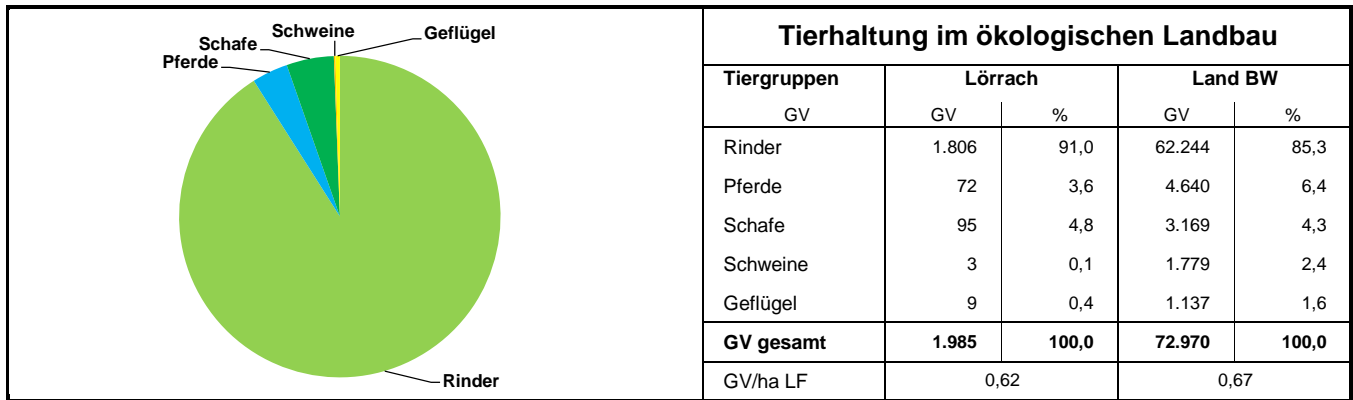 Schweine
Geflügel
Schafe
Pferde
Rinder
Tierhaltung im ökologischen Landbau
Tiergruppen Lörrach Land BW
GV GV % GV %
Rinder 1.806 91,0 62.244 85,3
Pferde 72 3,6 4.640 6,4
Schafe 95 4,8 3.169 4,3
Schweine 3 0,1 1.779 2,4
Geflügel 9 0,4 1.137 1,6
GV gesamt 1.985 100,0 72.970 100,0
GV/ha LF 0,62 0,67